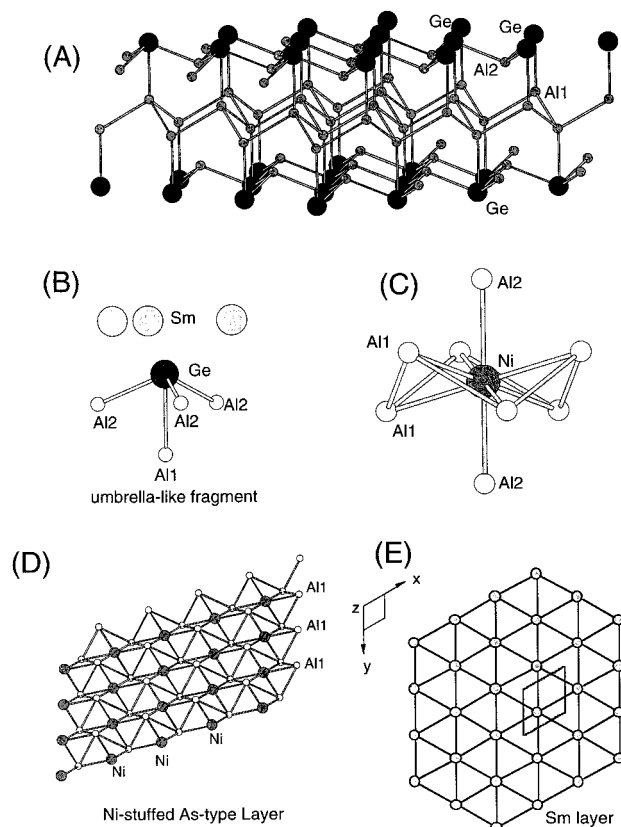 (A)
Ge
Ge
Al2
Al1
Ge
(B)
Sm
Ge
Al2
Al2
Al2
Al1
umbrella-like fragment
(C)
Al2
Al1
Ni
Al1
Al2
(D)
Al1
Al1
Al1
Ni
Ni
Ni
Ni-stuffed As-type Layer
(E)
x
z
y
Sm layer